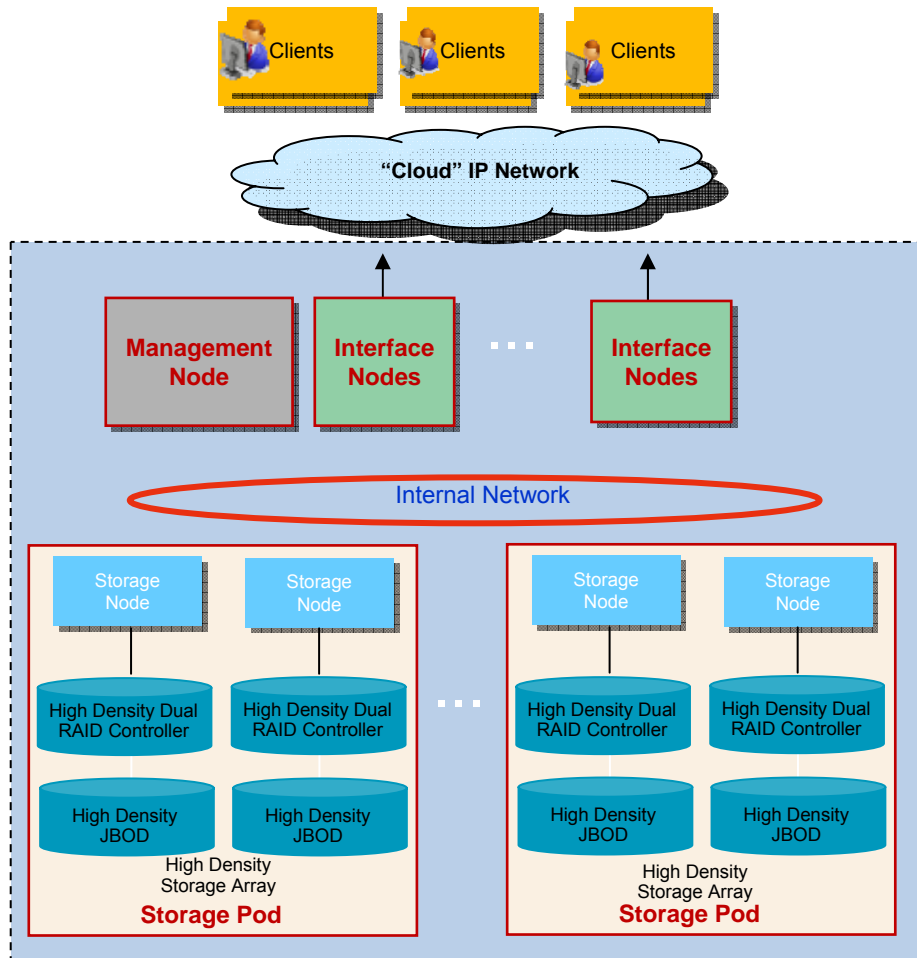 Clients
Clients
Clients
“Cloud” IP Network
Management
Node
Interface
Nodes
Interface
Nodes
Internal Network
Storage
Node
Storage
Node
High Density Dual
RAID Controller
High Density Dual
RAID Controller
High Density
JBOD
High Density
JBOD
High Density
Storage Array
Storage Pod
Storage
Node
Storage
Node
High Density Dual
RAID Controller
High Density Dual
RAID Controller
High Density
JBOD
High Density
JBOD
High Density
Storage Array
Storage Pod